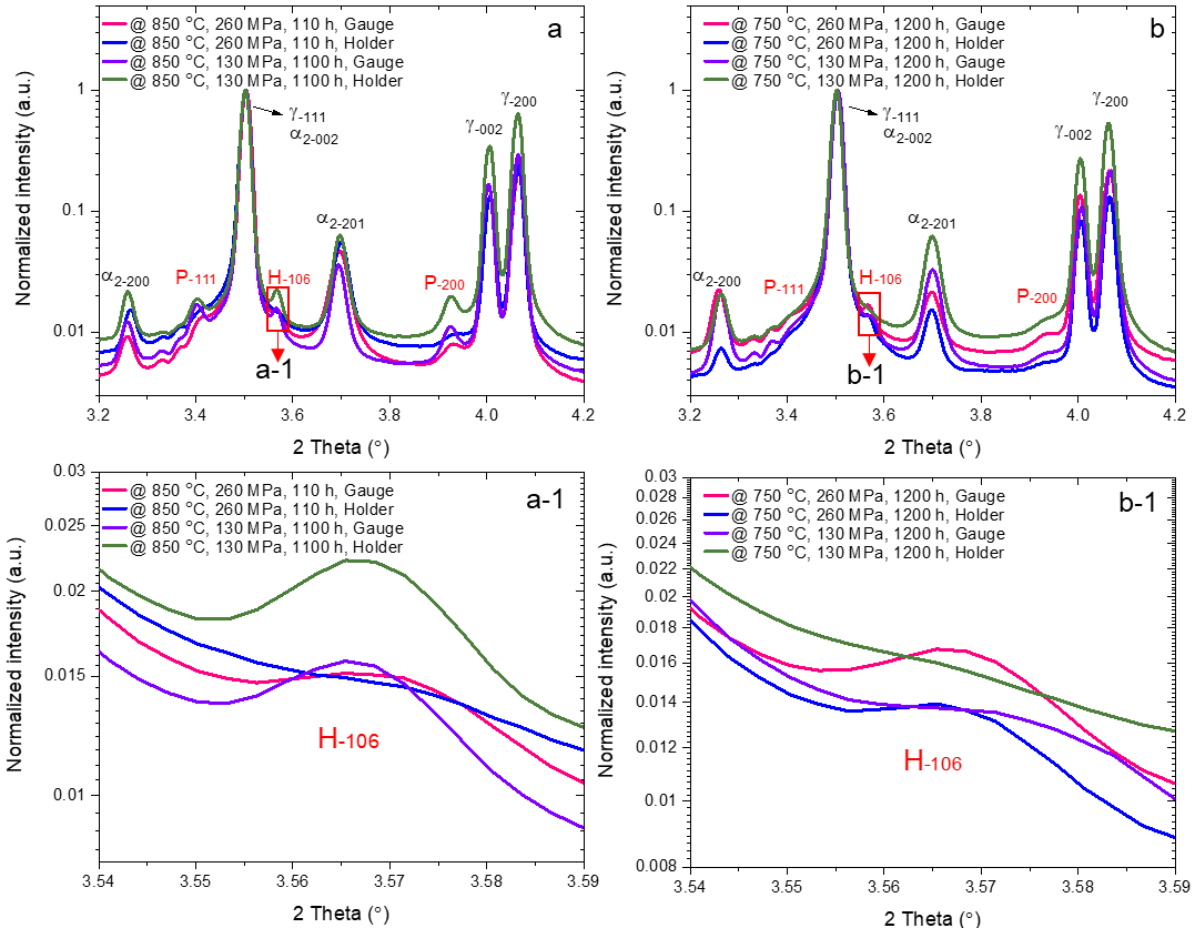 @ 850 °C, 260 MPa, 110 h, Gauge
@ 850 °C, 260 MPa, 110 h, Holder
@ 850 °C, 130 MPa, 1100 h, Gauge
@ 850 °C, 130 MPa, 1100 h, Holder
a
γ-111
α2-002
γ-002
γ-200
α2-200
P-111
H-106
α2-201
P-200
a-1
1
0.1
0.01
Normalized intensity (a.u.)
3.2 3.4 3.6 3.8 4.0 4.2
2 Theta (°)
@ 750 °C, 260 MPa, 1200 h, Gauge
@ 750 °C, 260 MPa, 1200 h, Holder
@ 750 °C, 130 MPa, 1200 h, Gauge
@ 750 °C, 130 MPa, 1200 h, Holder
b
γ-111
α2-002
γ-002
γ-200
α2-200
P-111
H-106
α2-201
P-200
b-1
1
0.1
0.01
Normalized intensity (a.u.)
3.2 3.4 3.6 3.8 4.0 4.2
2 Theta (°)
@ 850 °C, 260 MPa, 110 h, Gauge
@ 850 °C, 260 MPa, 110 h, Holder
@ 850 °C, 130 MPa, 1100 h, Gauge
@ 850 °C, 130 MPa, 1100 h, Holder
a-1
H-106
0.03
0.025
0.02
0.015
0.01
Normalized intensity (a.u.)
3.54 3.55 3.56 3.57 3.58 3.59
2 Theta (°)
@ 750 °C, 260 MPa, 1200 h, Gauge
@ 750 °C, 260 MPa, 1200 h, Holder
@ 750 °C, 130 MPa, 1200 h, Gauge
@ 750 °C, 130 MPa, 1200 h, Holder
b-1
H-106
0.03
0.028
0.026
0.024
0.022
0.02
0.018
0.016
0.014
0.012
0.01
0.008
Normalized intensity (a.u.)
3.54 3.55 3.56 3.57 3.58 3.59
2 Theta (°)